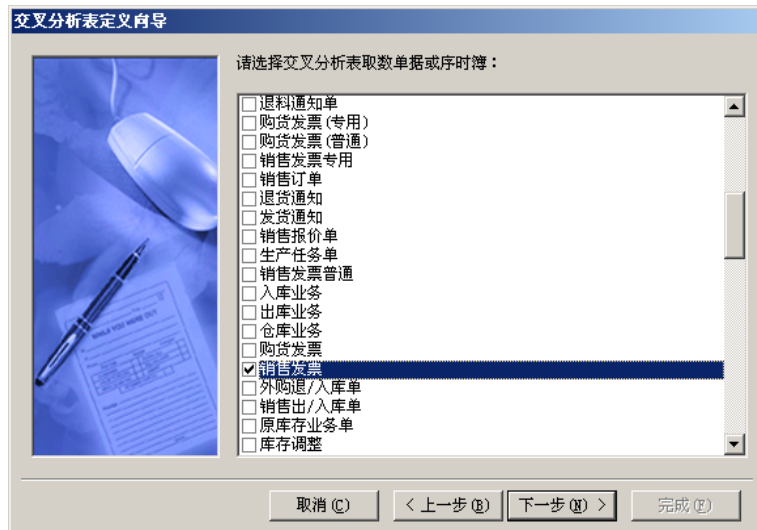 交叉分析表定义向导
请选择交叉分析表取数单据或序时簿：
退料通知单
购货发票(专用)
购货发票(普通)
销售发票专用
销售订单
退货通知
发货通知
销售报价单
生产任务单
销售发票普通
入库业务
出库业务
仓库业务
购货发票
销售发票
外购退/入库单
销售出/入库单
原库存业务单
库存调整
WHILE YOU WERE OUT
取消(C)
< 上一步(B)
下一步(N) >
完成(F)